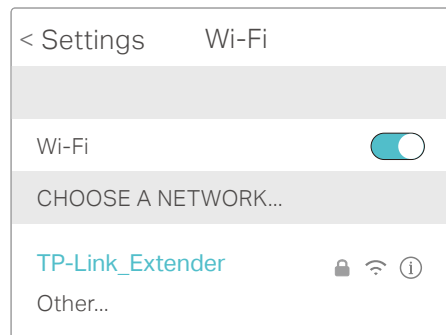 < Settings Wi-Fi
Wi-Fi
CHOOSE A NETWORK...
TP-Link_Extender
Other...